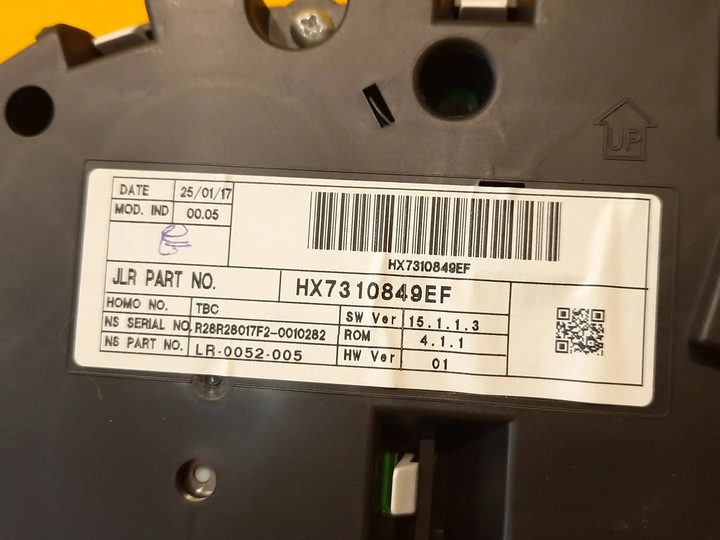 UP
DATE 25/01/17
MOD. IND 00.05
HX7310849EF
JLR PART NO. HX7310849EF
HOMO NO. TBC SW Ver 15.1.1.3
NS SERIAL NO. R28R28017F2-0010282 ROM 4.1.1
NS PART NO. LR-0052-005 HW Ver 01